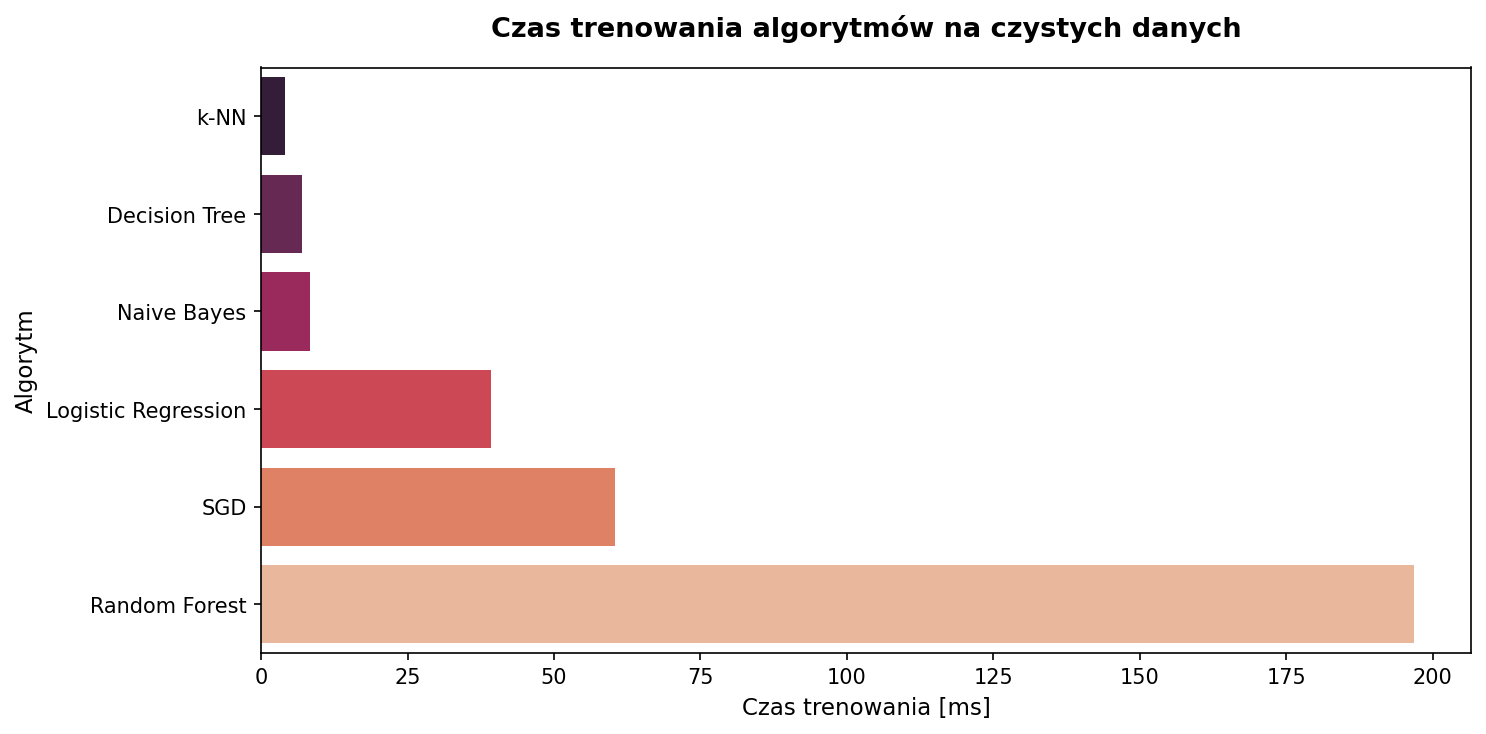 Czas trenowania algorytmów na czystych danych
Algorytm
k-NN
Decision Tree
Naive Bayes
Logistic Regression
SGD
Random Forest
0 25 50 75 100 125 150 175 200
Czas trenowania [ms]